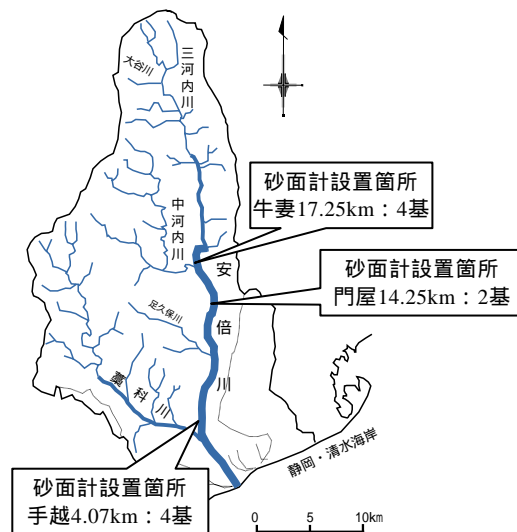 大谷川
三河内川
中河内川
砂面計設置箇所
牛妻17.25km：4基
砂面計設置箇所
門屋14.25km：2基
安倍川
足久保川
藁科川
静岡・清水海岸
砂面計設置箇所
手越4.07km：4基
0 5 10km